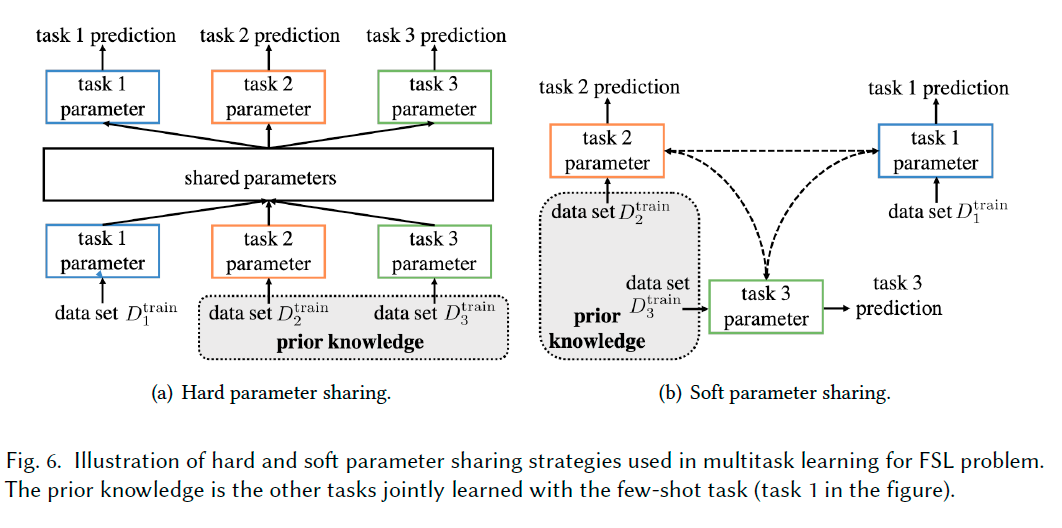 task 1 prediction task 2 prediction task 3 prediction
task 1 parameter
task 2 parameter
task 3 parameter
shared parameters
task 1 parameter
task 2 parameter
task 3 parameter
data set D_1^train
data set D_2^train
data set D_3^train
prior knowledge
(a) Hard parameter sharing.
task 2 prediction
task 1 prediction
task 2
parameter
task 1
parameter
data set D_2^train
data set D_1^train
data set
D_3^train
prior
knowledge
task 3
parameter
task 3
prediction
(b) Soft parameter sharing.
Fig. 6. Illustration of hard and soft parameter sharing strategies used in multitask learning for FSL problem.
The prior knowledge is the other tasks jointly learned with the few-shot task (task 1 in the figure).